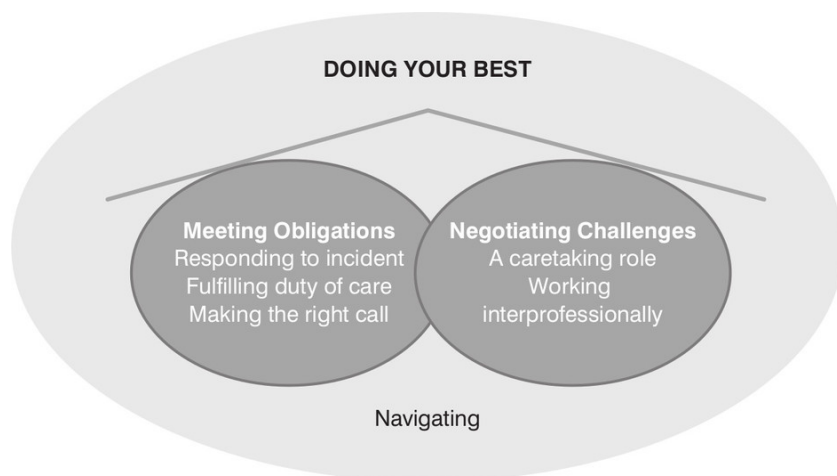 DOING YOUR BEST
Meeting Obligations
Responding to incident
Fulfilling duty of care
Making the right call
Negotiating Challenges
A caretaking role
Working
interprofessionally
Navigating